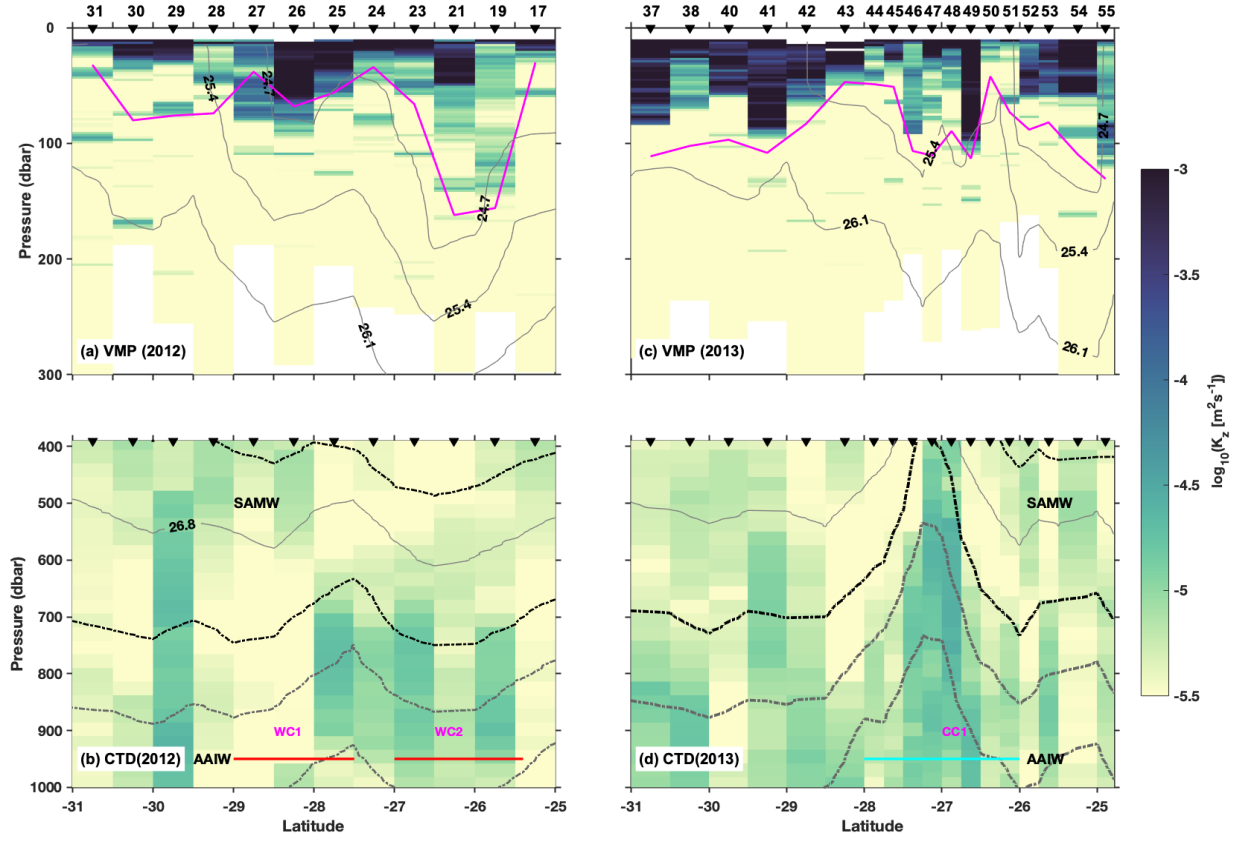 31 30 29 28 27 26 25 24 23 21 19 17
0
100
200
300
Pressure (dbar)
25.4
24.7
24.7
25.4
26.1
(a) VMP (2012)
37 38 40 41 42 43 44 45 46 47 48 49 50 51 52 53 54 55
25.4
24.7
26.1
25.4
26.1
(c) VMP (2013)
400
500
600
700
800
900
1000
Pressure (dbar)
SAMW
26.8
WC1
WC2
(b) CTD(2012)
AAIW
-31 -30 -29 -28 -27 -26 -25
Latitude
SAMW
CC1
(d) CTD(2013)
AAIW
-31 -30 -29 -28 -27 -26 -25
Latitude
-3
-3.5
-4
-4.5
-5
-5.5
log10(Kz [m2s-1])